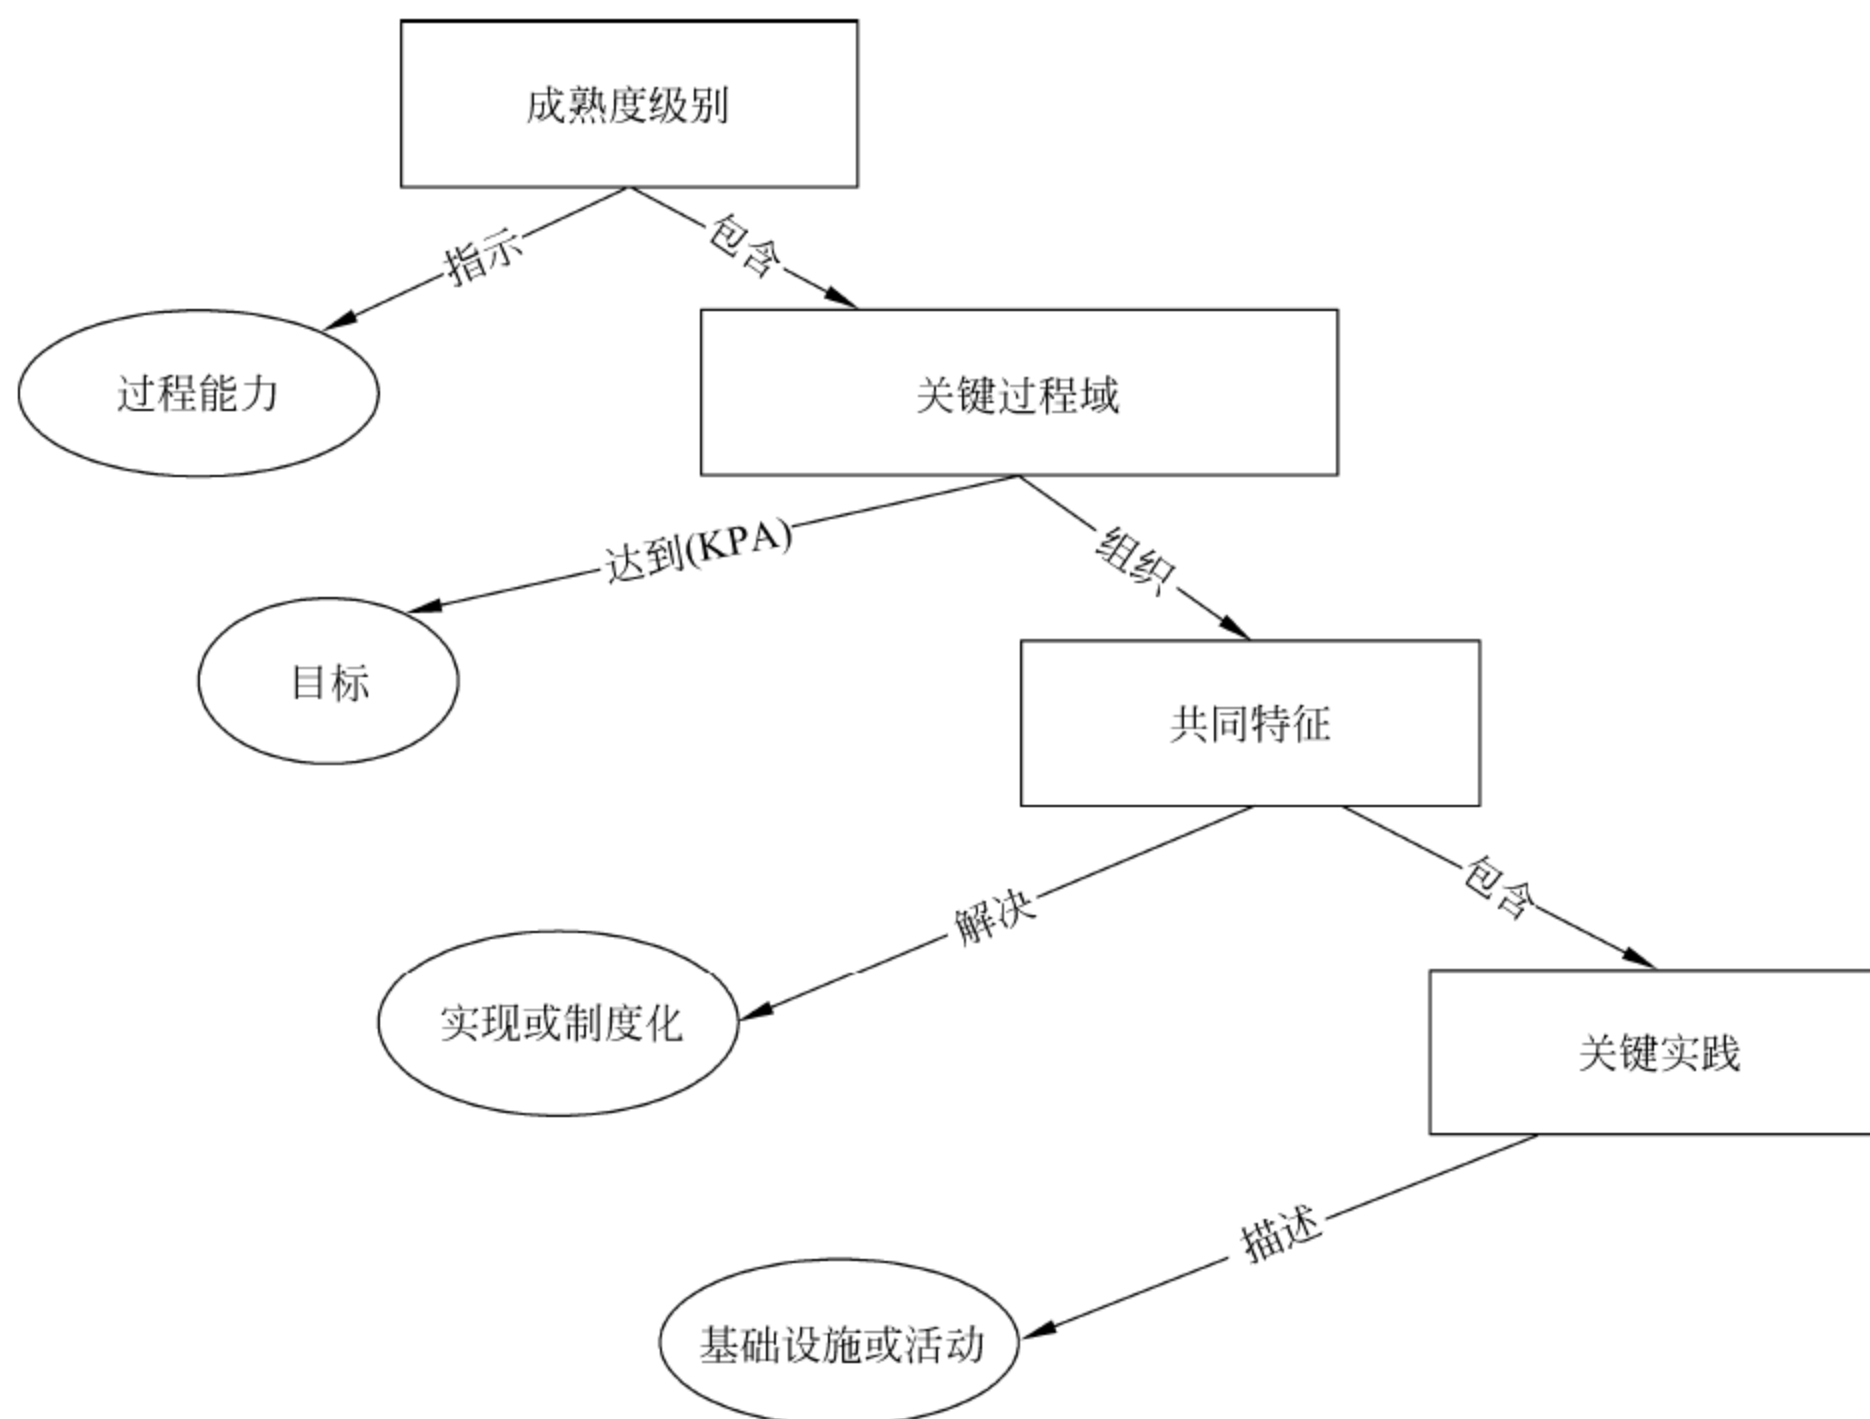 成熟度级别
指示
包含
过程能力
关键过程域
达到(KPA)
组织
目标
共同特征
解决
包含
实现或制度化
关键实践
描述
基础设施或活动